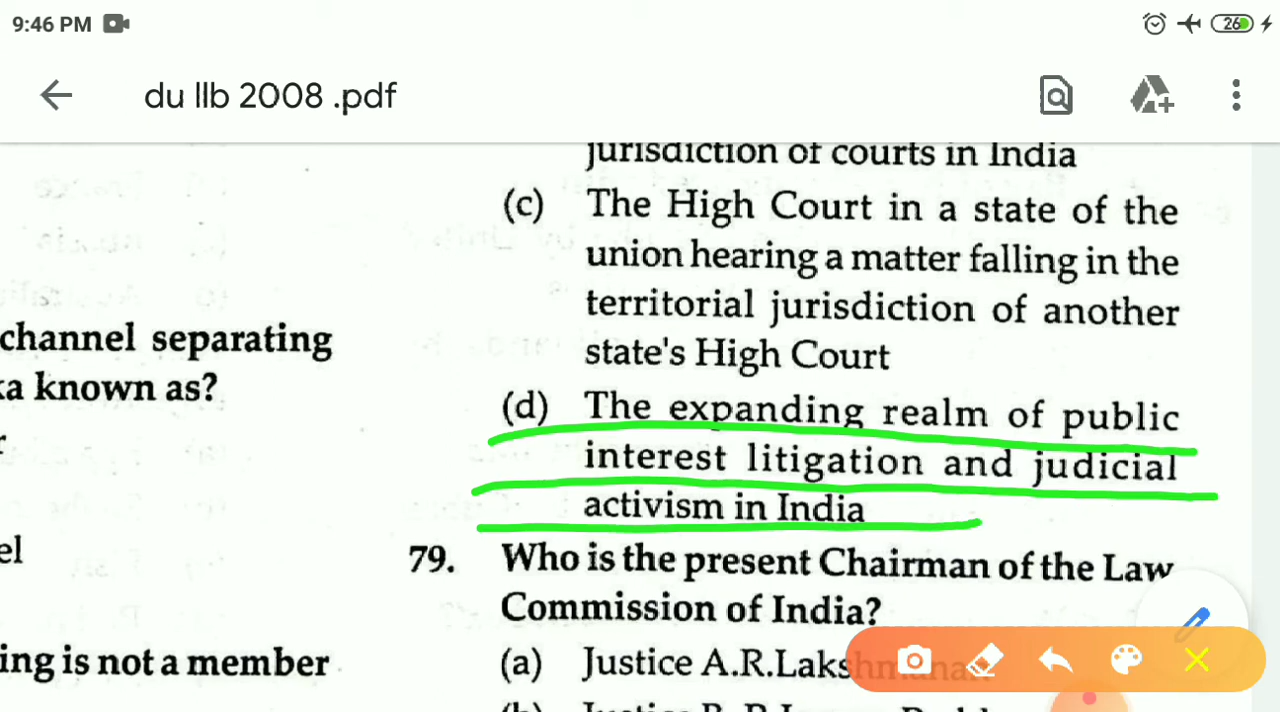 9:46 PM
26
du llb 2008 .pdf
jurisdiction of courts in India
(c) The High Court in a state of the
union hearing a matter falling in the
territorial jurisdiction of another
state's High Court
(d) The expanding realm of public
interest litigation and judicial
activism in India
channel separating
known as?
ing is not a member
79. Who is the present Chairman of the Law
Commission of India?
(a) Justice A.R.Lakshmanan